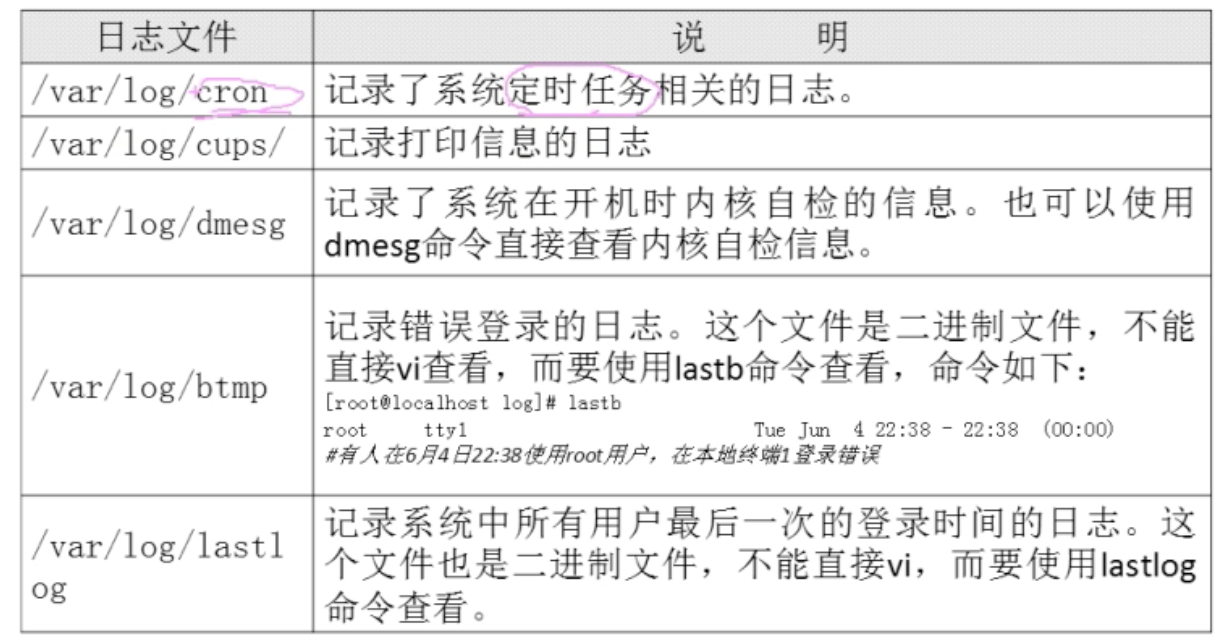 日志文件 说 明
/var/log/cron 记录了系统定时任务相关的日志。
/var/log/cups/ 记录打印信息的日志
/var/log/dmesg
记录了系统在开机时内核自检的信息。也可以使用
dmesg命令直接查看内核自检信息。
/var/log/btmp
记录错误登录的日志。这个文件是二进制文件，不能
直接vi查看，而要使用lastb命令查看，命令如下：
[root@localhost log]# lastb
root tty1 Tue Jun 4 22:38 - 22:38 (00:00)
#有人在6月4日22:38使用root用户，在本地终端1登录错误
/var/log/lastl
og
记录系统中所有用户最后一次的登录时间的日志。这
个文件也是二进制文件，不能直接vi，而要使用lastlog
命令查看。